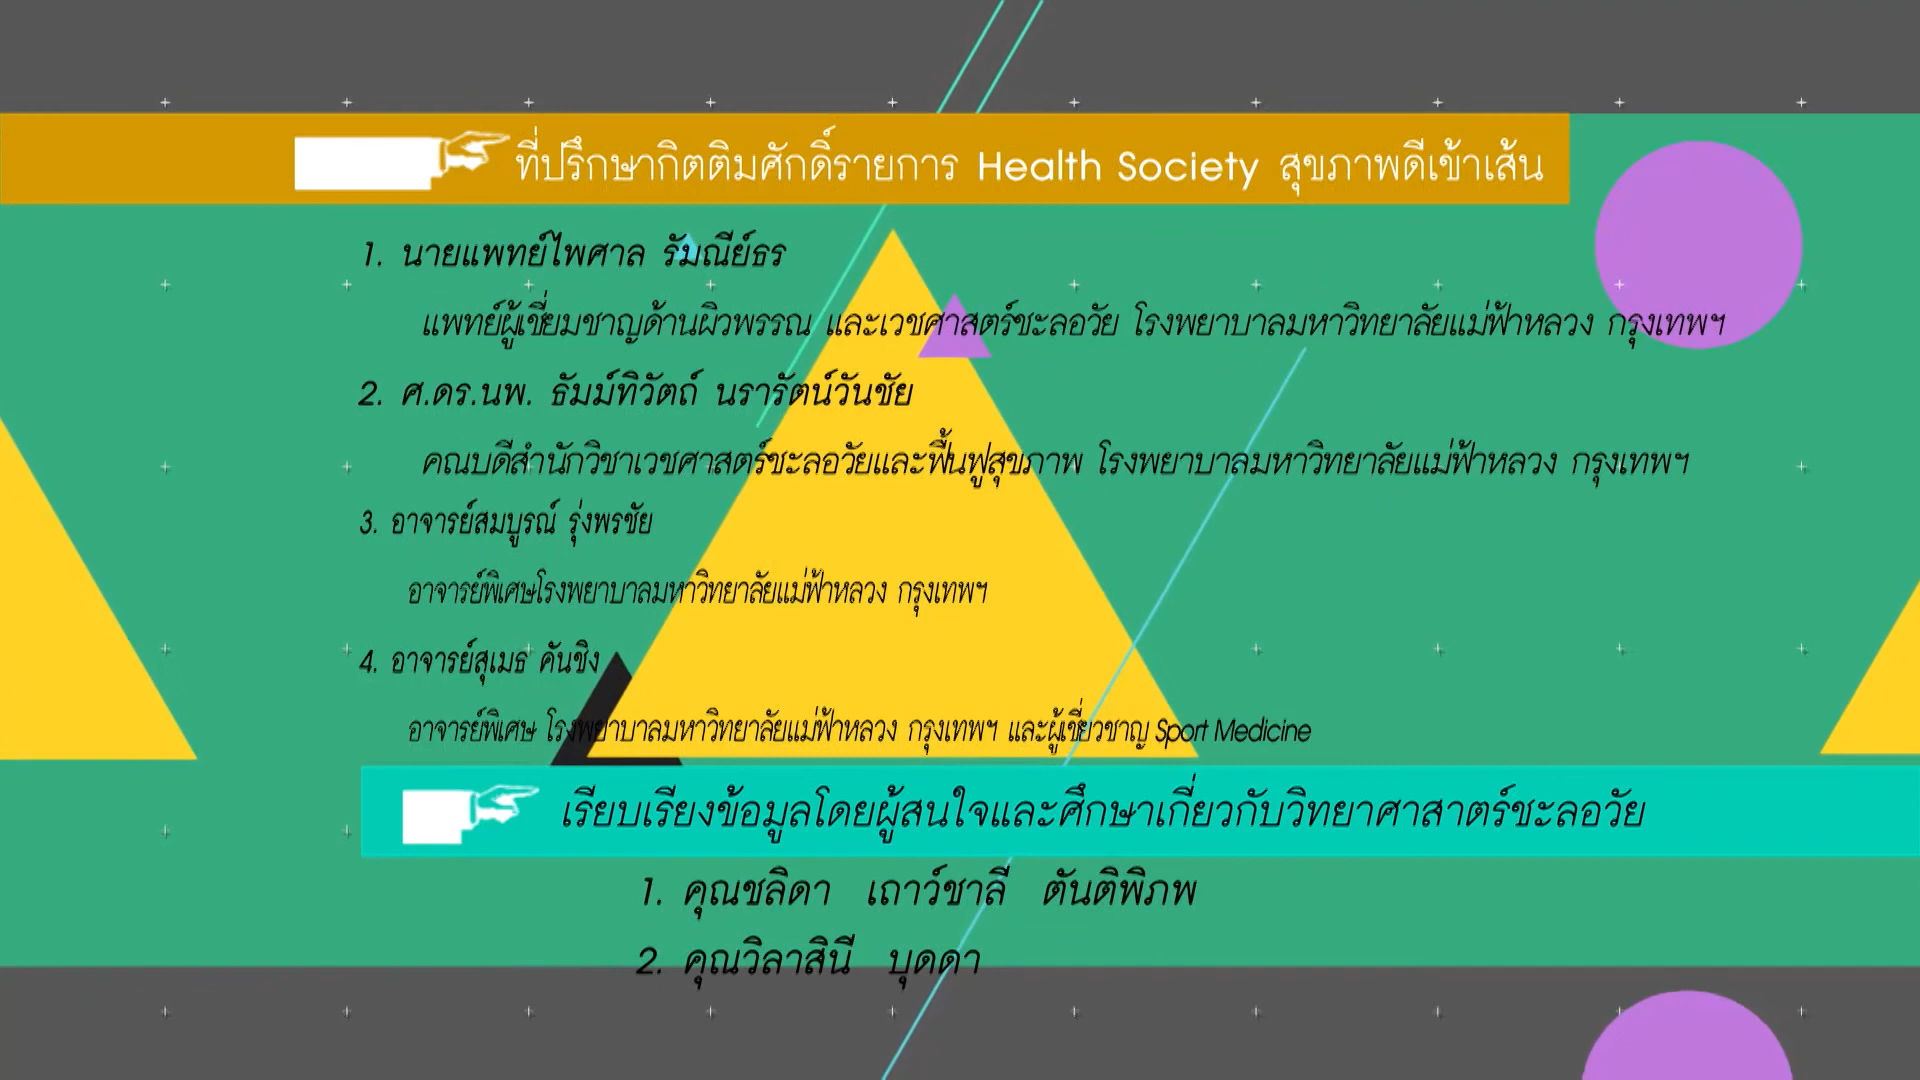 ที่ปรึกษากิตติมศักดิ์รายการ Health Society สุขภาพดีเข้าเส้น
1. นายแพทย์ไพศาล รัมณีย์ธร
แพทย์ผู้เชี่ยมชาญด้านผิวพรรณ และเวชศาสตร์ชะลอวัย โรงพยาบาลมหาวิทยาลัยแม่ฟ้าหลวง กรุงเทพฯ
2. ศ.ดร.นพ. ธัมม์ทิวัตถ์ นรารัตน์วันชัย
คณบดีสำนักวิชาเวชศาสตร์ชะลอวัยและฟื้นฟูสุขภาพ โรงพยาบาลมหาวิทยาลัยแม่ฟ้าหลวง กรุงเทพฯ
3. อาจารย์สมบูรณ์ รุ่งพรชัย
อาจารย์พิเศษโรงพยาบาลมหาวิทยาลัยแม่ฟ้าหลวง กรุงเทพฯ
4. อาจารย์สุเมธ คันชิง
อาจารย์พิเศษ โรงพยาบาลมหาวิทยาลัยแม่ฟ้าหลวง กรุงเทพฯ และผู้เชี่ยวชาญ Sport Medicine
เรียบเรียงข้อมูลโดยผู้สนใจและศึกษาเกี่ยวกับวิทยาศาสาตร์ชะลอวัย
1. คุณชลิดา เถาว์ชาลี ตันติพิภพ
2. คุณวิลาสินี บุดดา